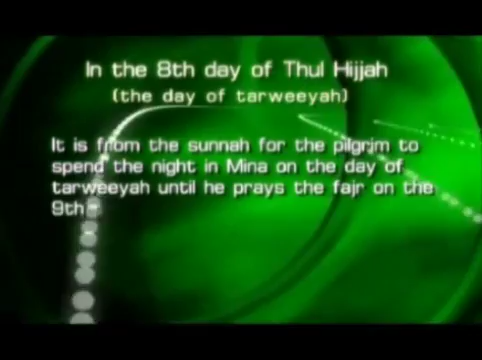 In the 8th day of Thul Hijjah
(the day of tarweeyah)
It is from the sunnah for the pilgrim to
spend the night in Mina on the day of
tarweeyah until he prays the fajr on the
9th